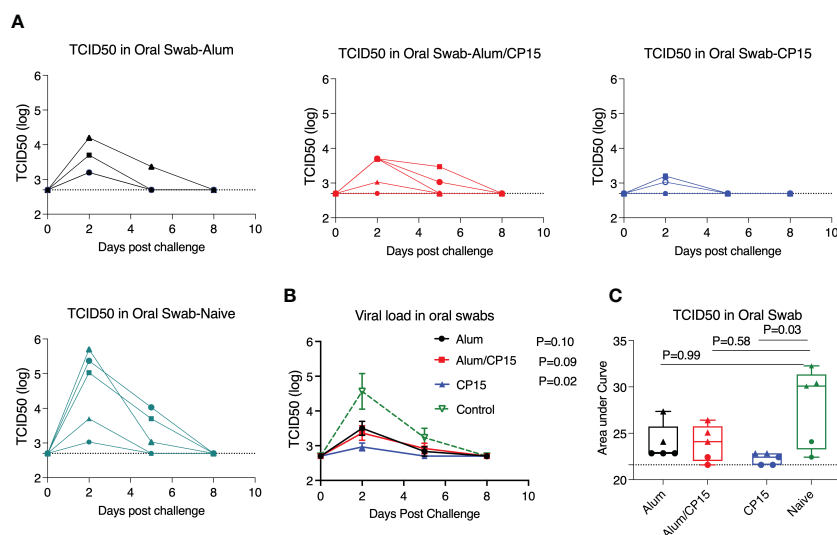 A
TCID50 in Oral Swab-Alum
TCID50 (log)
6
5
4
3
2
0 2 4 6 8 10
Days post challenge
TCID50 in Oral Swab-Alum/CP15
TCID50 (log)
6
5
4
3
2
0 2 4 6 8 10
Days post challenge
TCID50 in Oral Swab-CP15
TCID50 (log)
6
5
4
3
2
0 2 4 6 8 10
Days post challenge
TCID50 in Oral Swab-Naive
TCID50 (log)
6
5
4
3
2
0 2 4 6 8 10
Days post challenge
B
Viral load in oral swabs
Alum P=0.10
Alum/CP15 P=0.09
CP15 P=0.02
Control
TCID50 (log)
6
5
4
3
2
0 2 4 6 8 10
Days Post Challenge
C
TCID50 in Oral Swab
P=0.03
P=0.58
P=0.99
Area under Curve
35
30
25
20
Alum Alum/CP15 CP15 Naive